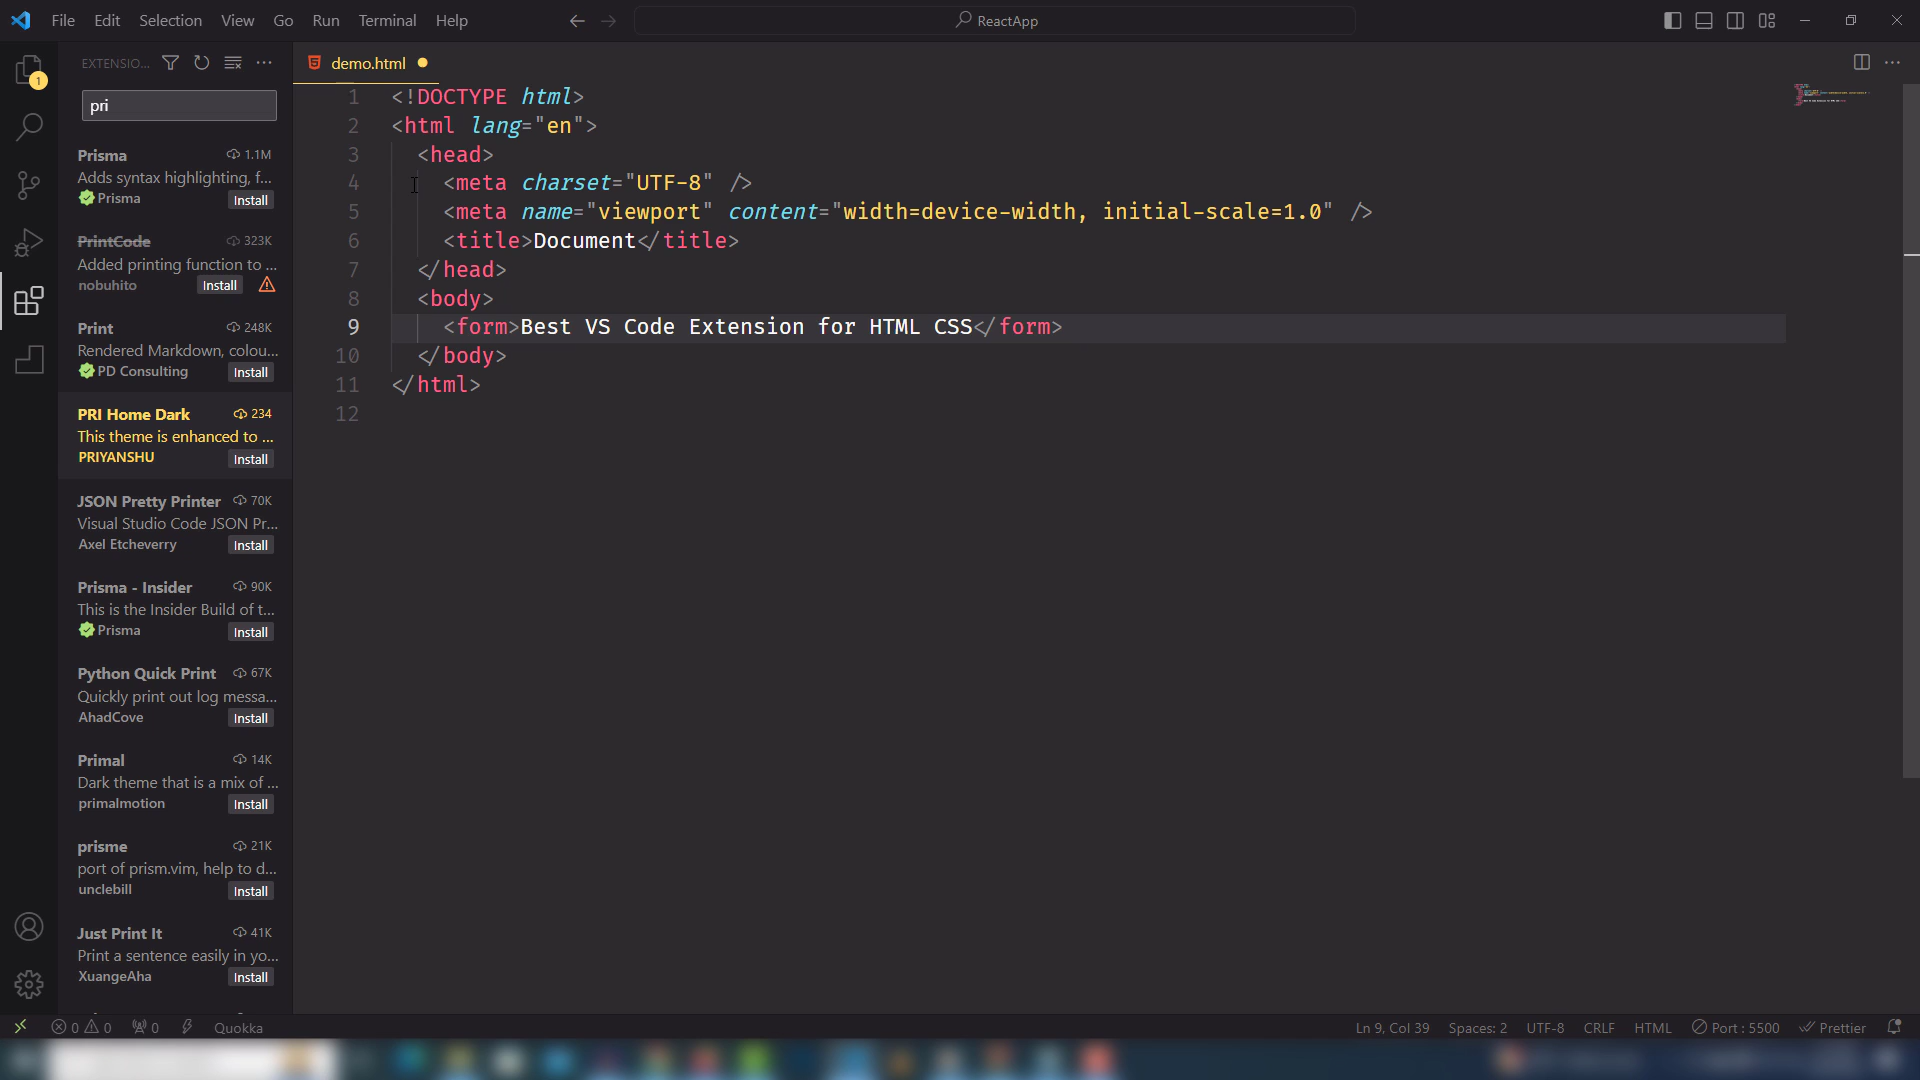 File Edit Selection View Go Run Terminal Help
ReactApp
EXTENSIO...
1
pri
Prisma 1.1M
Adds syntax highlighting, f...
Prisma Install
PrintCode 323K
Added printing function to ...
nobuhito Install
Print 248K
Rendered Markdown, colou...
PD Consulting Install
PRI Home Dark 234
This theme is enhanced to ...
PRIYANSHU Install
JSON Pretty Printer 70K
Visual Studio Code JSON Pr...
Axel Etcheverry Install
Prisma - Insider 90K
This is the Insider Build of t...
Prisma Install
Python Quick Print 67K
Quickly print out log messa...
AhadCove Install
Primal 14K
Dark theme that is a mix of ...
primalmotion Install
prisme 21K
port of prism.vim, help to d...
unclebill Install
Just Print It 41K
Print a sentence easily in yo...
XuangeAha Install
demo.html
1 <!DOCTYPE html>
2 <html lang="en">
3 <head>
4 <meta charset="UTF-8" />
5 <meta name="viewport" content="width=device-width, initial-scale=1.0" />
6 <title>Document</title>
7 </head>
8 <body>
9 <form>Best VS Code Extension for HTML CSS</form>
10 </body>
11 </html>
12
0 0 0 Quokka Ln 9, Col 39 Spaces: 2 UTF-8 CRLF HTML Port : 5500 Prettier